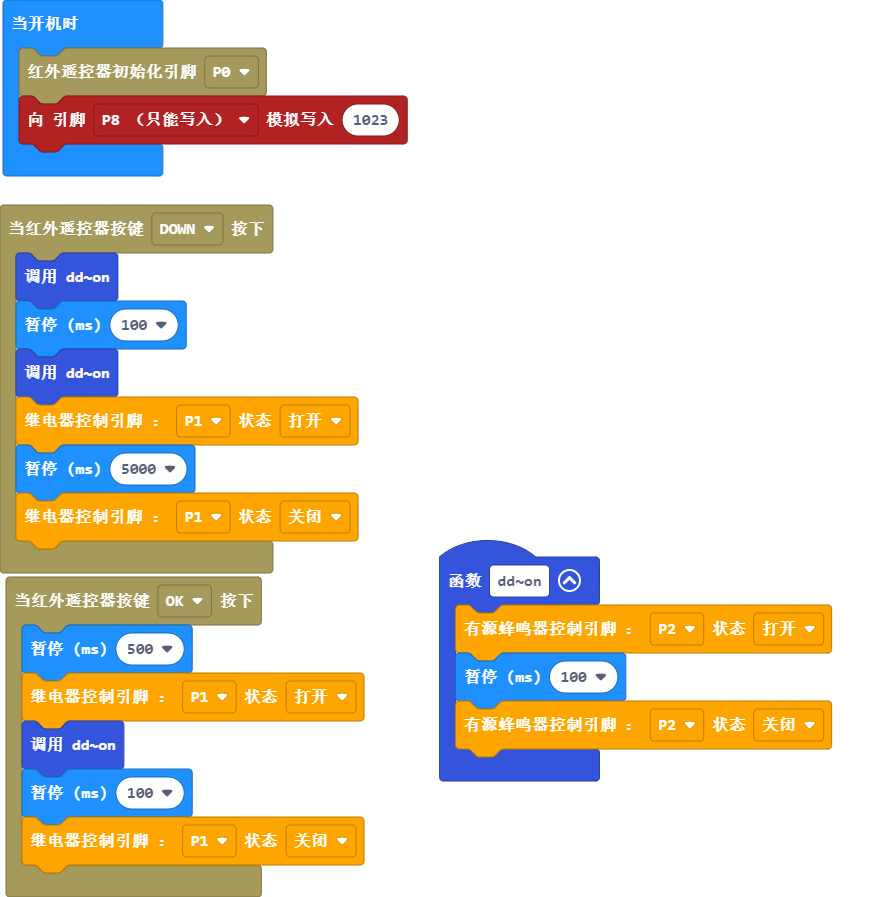 当开机时
红外遥控器初始化引脚 P0
向 引脚 P8 （只能写入） 模拟写入 1023
当红外遥控器按键 DOWN 按下
调用 dd~on
暂停 (ms) 100
调用 dd~on
继电器控制引脚 ： P1 状态 打开
暂停 (ms) 5000
继电器控制引脚 ： P1 状态 关闭
当红外遥控器按键 OK 按下
暂停 (ms) 500
继电器控制引脚 ： P1 状态 打开
调用 dd~on
暂停 (ms) 100
继电器控制引脚 ： P1 状态 关闭
函数 dd~on
有源蜂鸣器控制引脚 ： P2 状态 打开
暂停 (ms) 100
有源蜂鸣器控制引脚 ： P2 状态 关闭